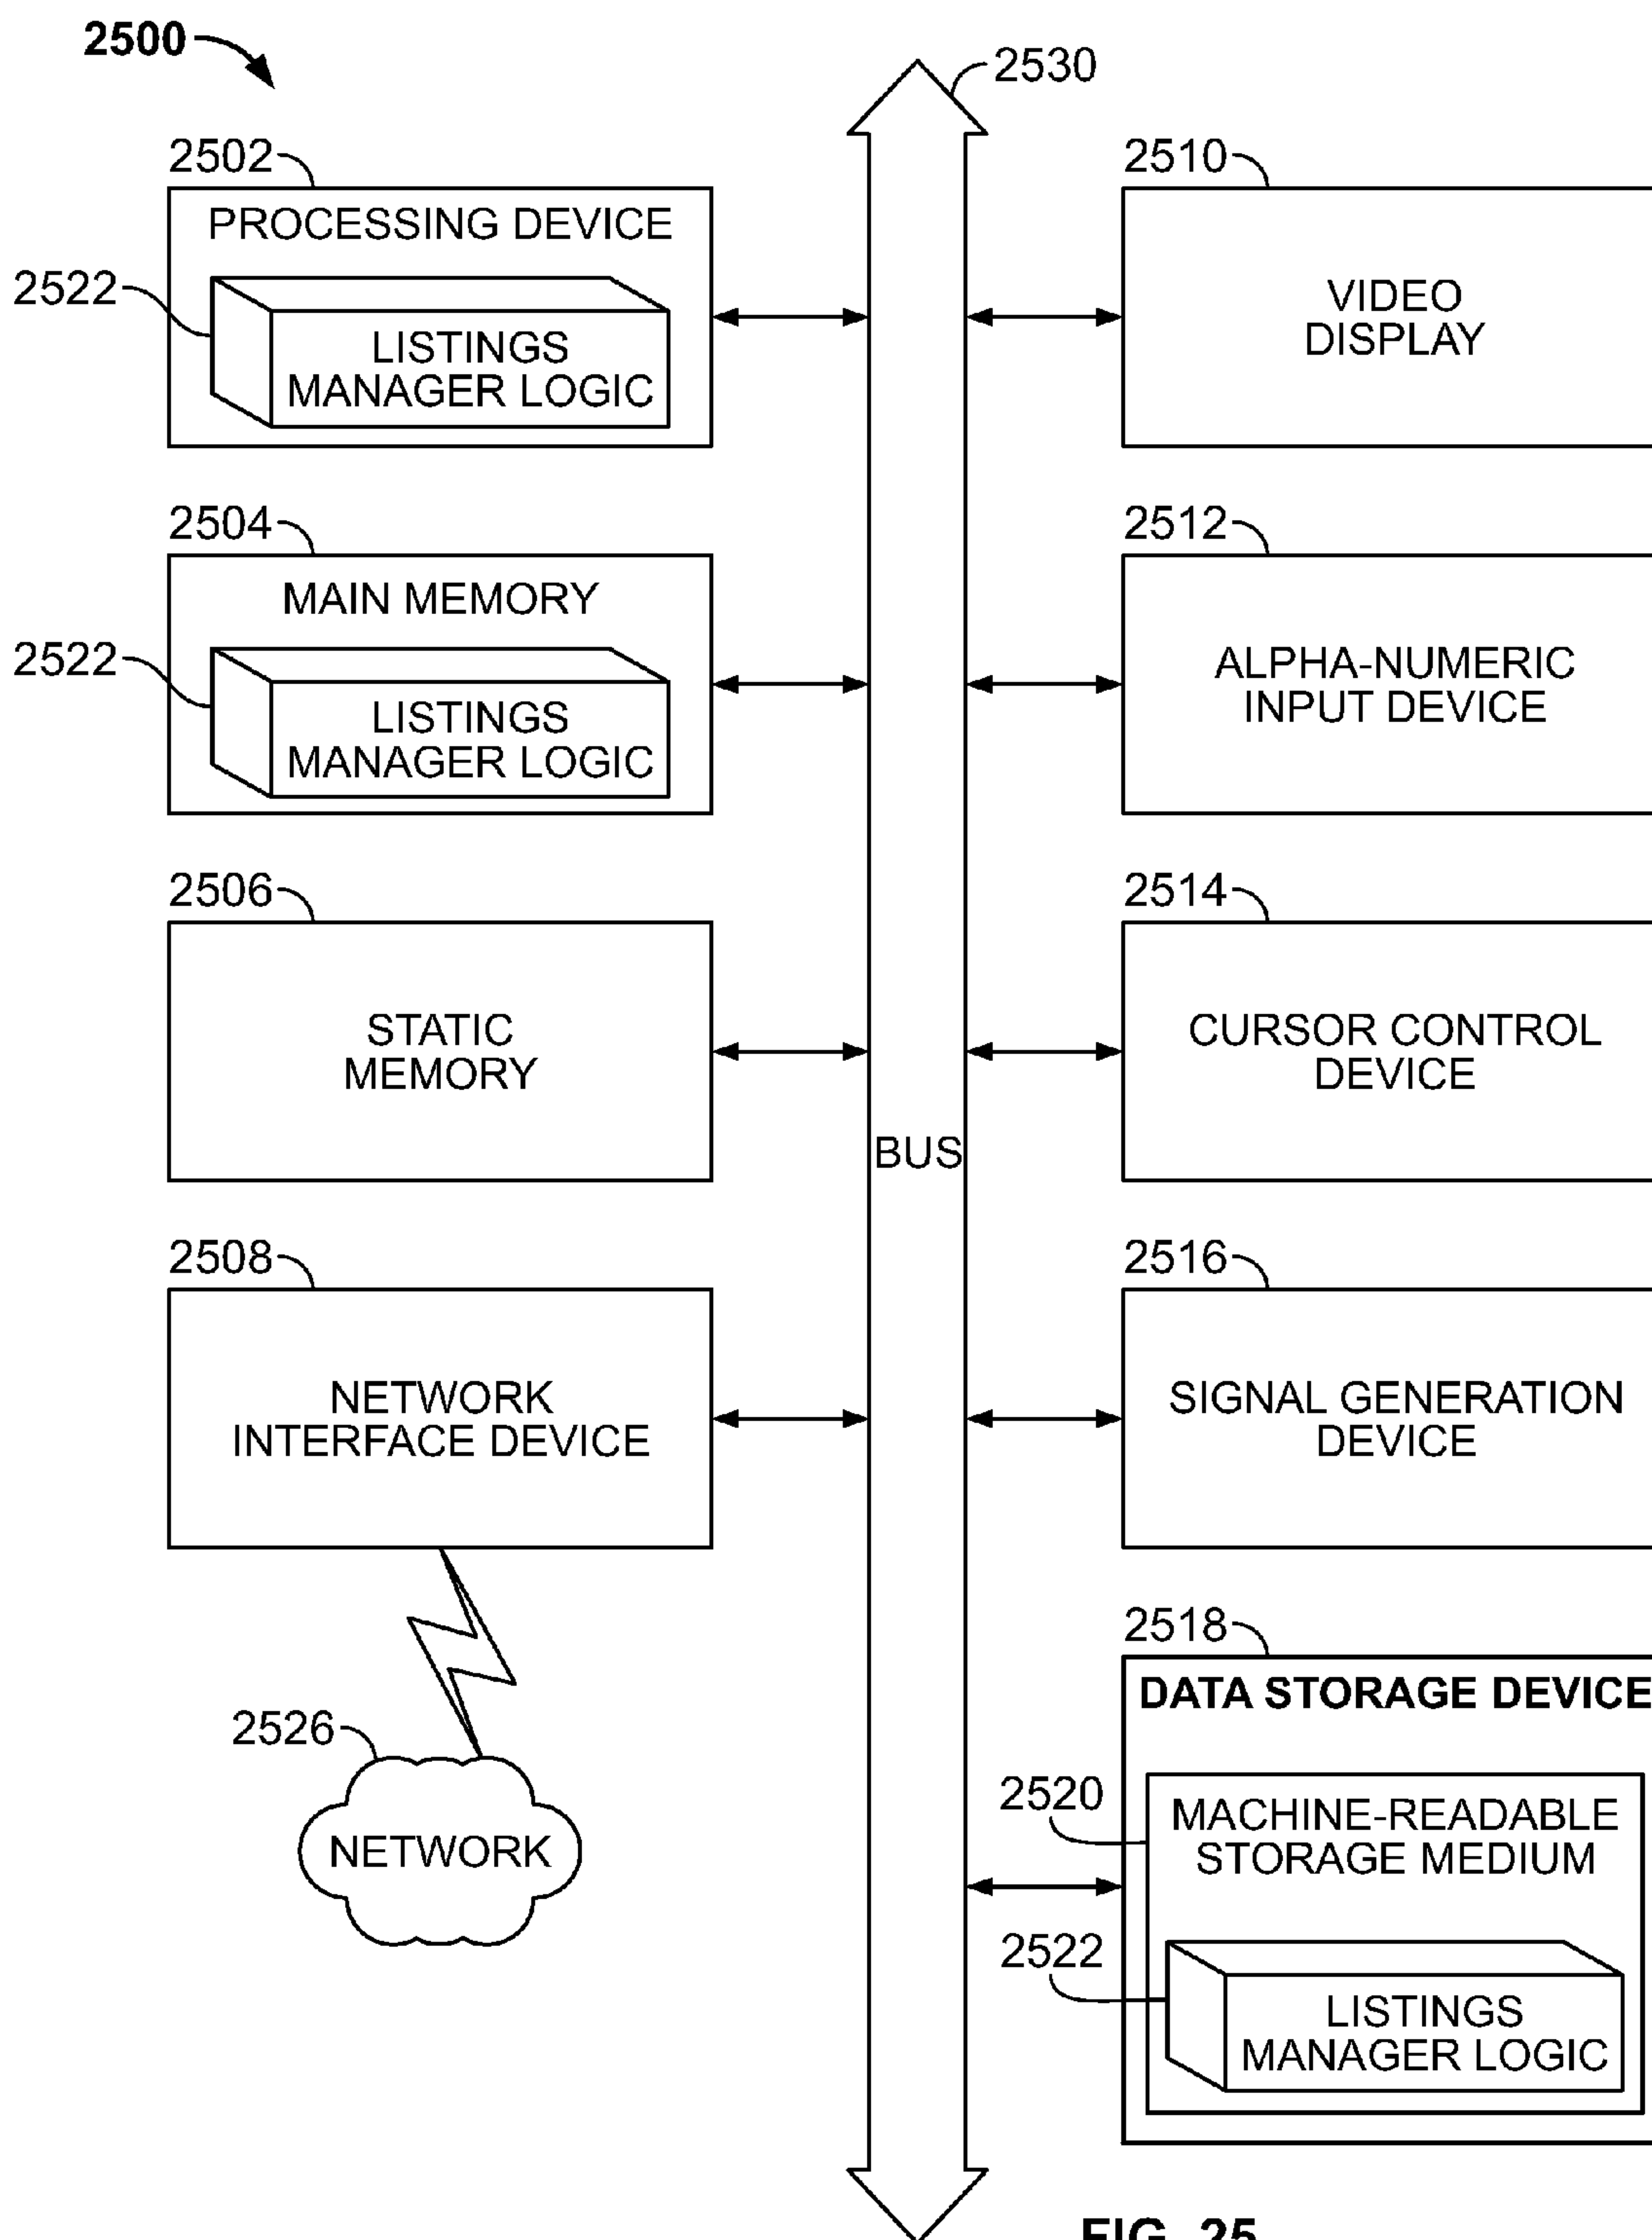 2500
2530
2502
PROCESSING DEVICE
2522
LISTINGS
MANAGER LOGIC
2504
MAIN MEMORY
2522
LISTINGS
MANAGER LOGIC
2506
STATIC
MEMORY
2508
NETWORK
INTERFACE DEVICE
2526
NETWORK
BUS
2510
VIDEO
DISPLAY
2512
ALPHA-NUMERIC
INPUT DEVICE
2514
CURSOR CONTROL
DEVICE
2516
SIGNAL GENERATION
DEVICE
2518
DATA STORAGE DEVICE
2520
MACHINE-READABLE
STORAGE MEDIUM
2522
LISTINGS
MANAGER LOGIC
FIG. 25